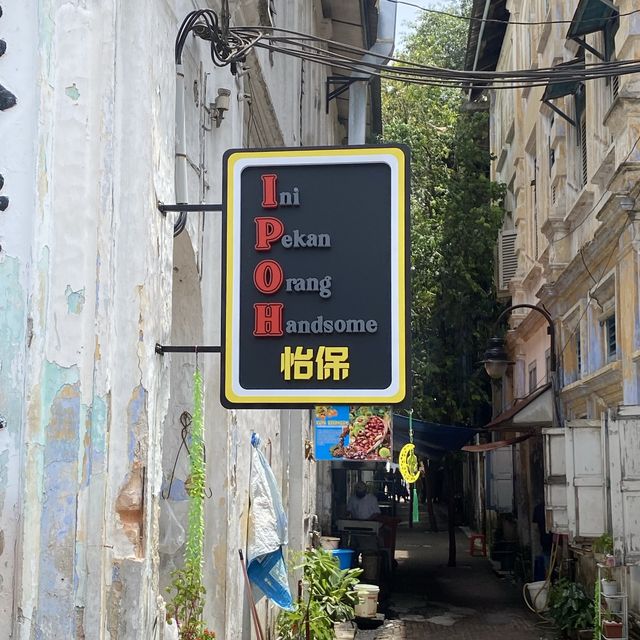 Ini
Pekan
Orang
Handsome
怡保